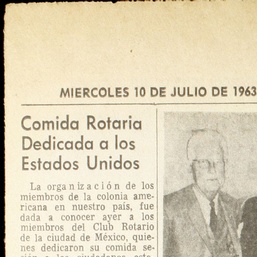 MIERCOLES 10 DE JULIO DE 1963
Comida Rotaria
Dedicada a los
Estados Unidos
La organización de los
miembros de la colonia ame-
ricana en nuestro país, fue
dada a conocer ayer a los
miembros del Club Rotario
de la ciudad de México, quie-
nes dedicaron su comida se-